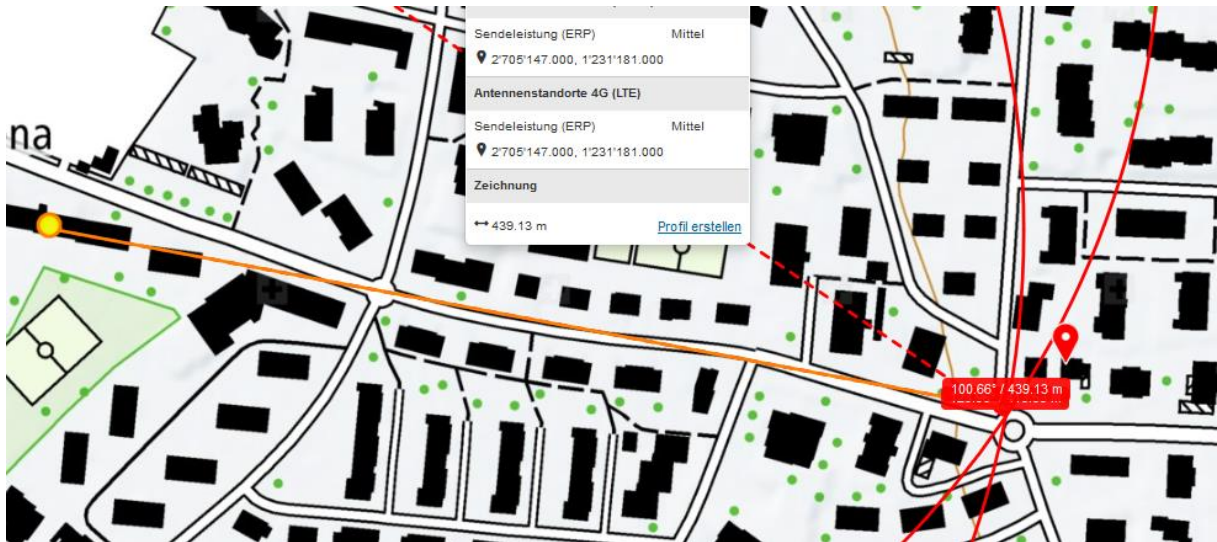 Sendeleistung (ERP) Mittel
2'705'147.000, 1'231'181.000
Antennenstandorte 4G (LTE)
Sendeleistung (ERP) Mittel
2'705'147.000, 1'231'181.000
Zeichnung
439.13 m Profil erstellen
na
100.66° / 439.13 m